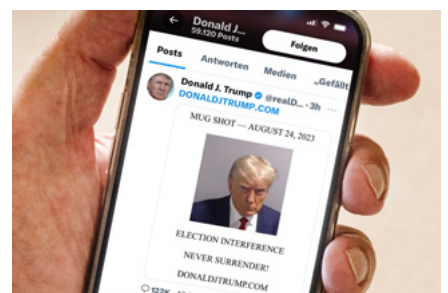 Donald J...
59.120 Posts
Folgen
Posts Antworten Medien „Gefällt
Donald J. Trump @realD... · 3h
DONALDJTRUMP.COM
MUG SHOT — AUGUST 24, 2023
ELECTION INTERFERENCE
NEVER SURRENDER!
DONALDJTRUMP.COM
122K